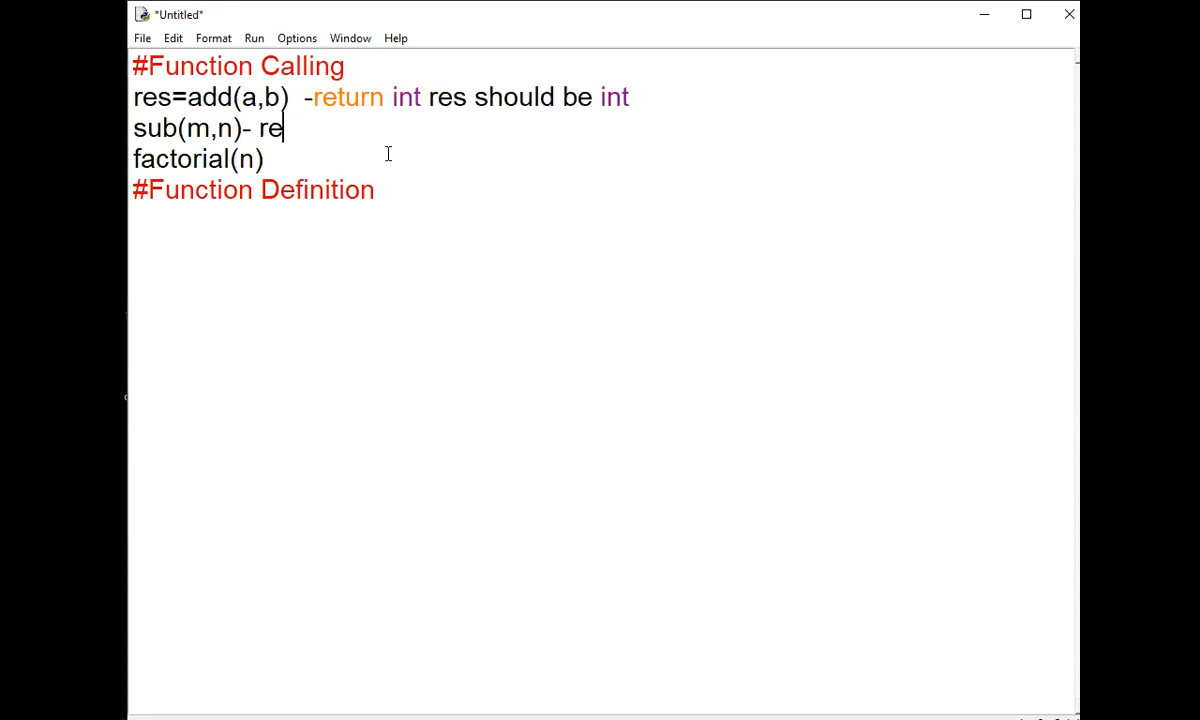 *Untitled*
File Edit Format Run Options Window Help
#Function Calling
res=add(a,b)  -return int res should be int
sub(m,n)- re
factorial(n)
#Function Definition